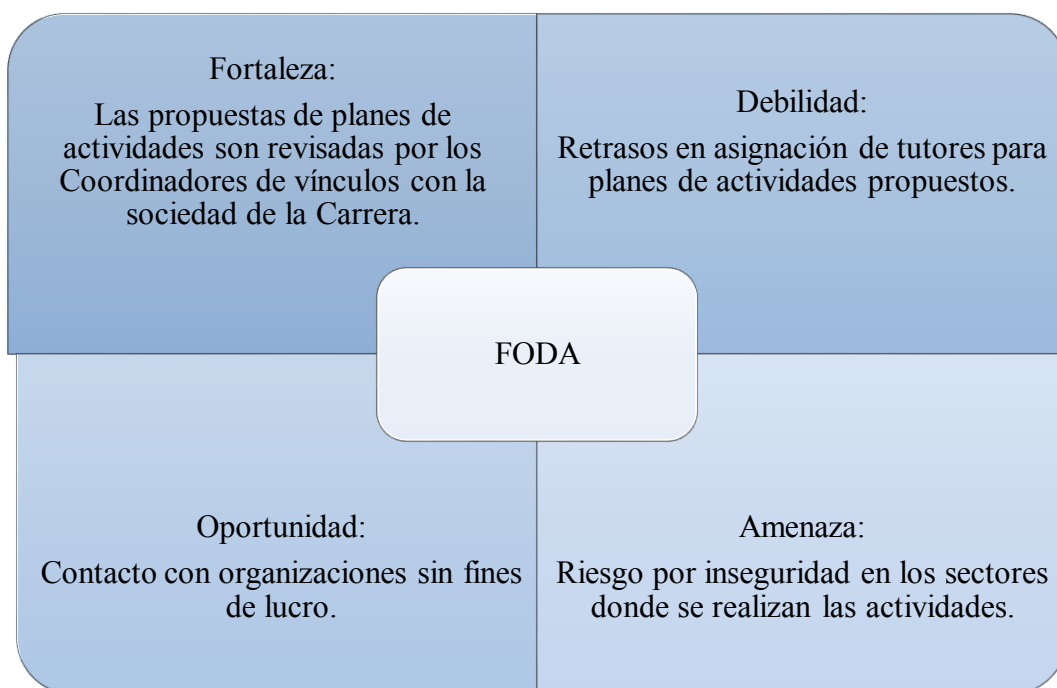 Fortaleza:
Las propuestas de planes de
actividades son revisadas por los
Coordinadores de vínculos con la
sociedad de la Carrera.
Debilidad:
Retrasos en asignación de tutores para
planes de actividades propuestos.
FODA
Oportunidad:
Contacto con organizaciones sin fines
de lucro.
Amenaza:
Riesgo por inseguridad en los sectores
donde se realizan las actividades.